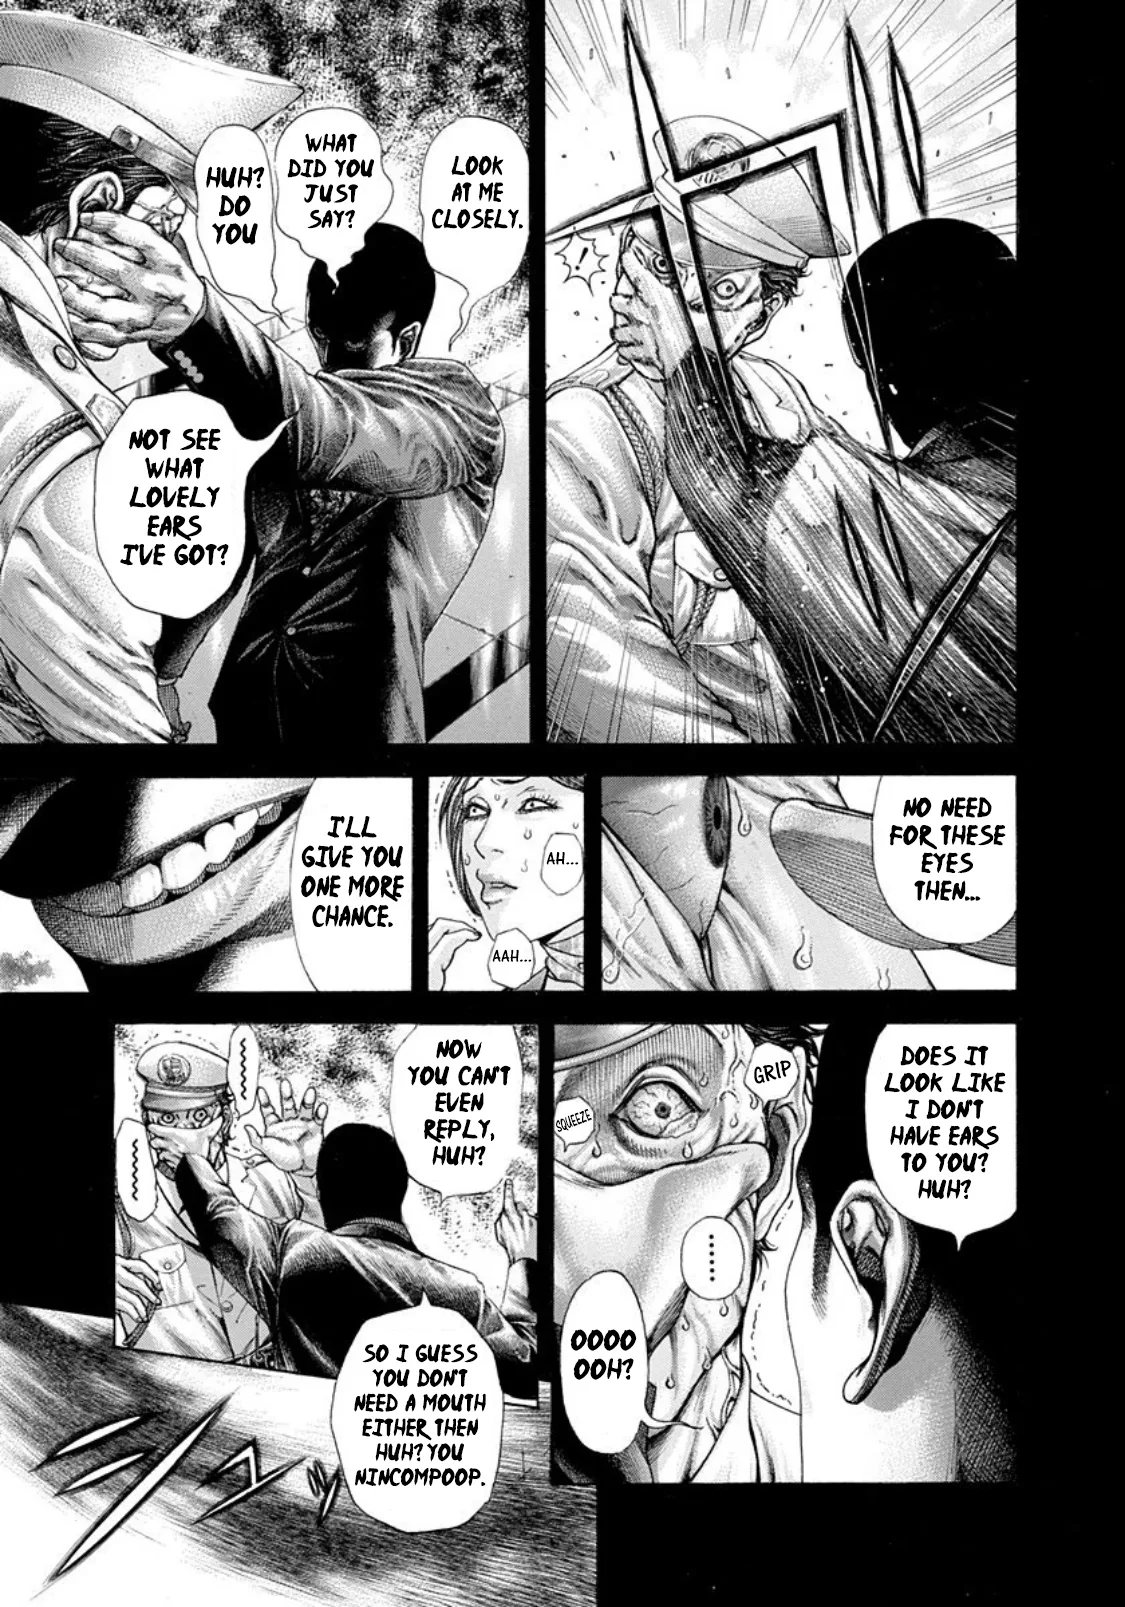 !
LOOK
AT ME
CLOSELY.
WHAT
DID YOU
JUST
SAY?
HUH?
DO
YOU
NOT SEE
WHAT
LOVELY
EARS
I'VE GOT?
NO NEED
FOR THESE
EYES
THEN...
AH...
AAH...
I'LL
GIVE YOU
ONE MORE
CHANCE.
DOES IT
LOOK LIKE
I DON'T
HAVE EARS
TO YOU?
HUH?
GRIP
SQUEEZE
......
OOOO
OOH?
NOW
YOU CAN'T
EVEN
REPLY,
HUH?
SO I GUESS
YOU DON'T
NEED A MOUTH
EITHER THEN
HUH? YOU
NINCOMPOOP.